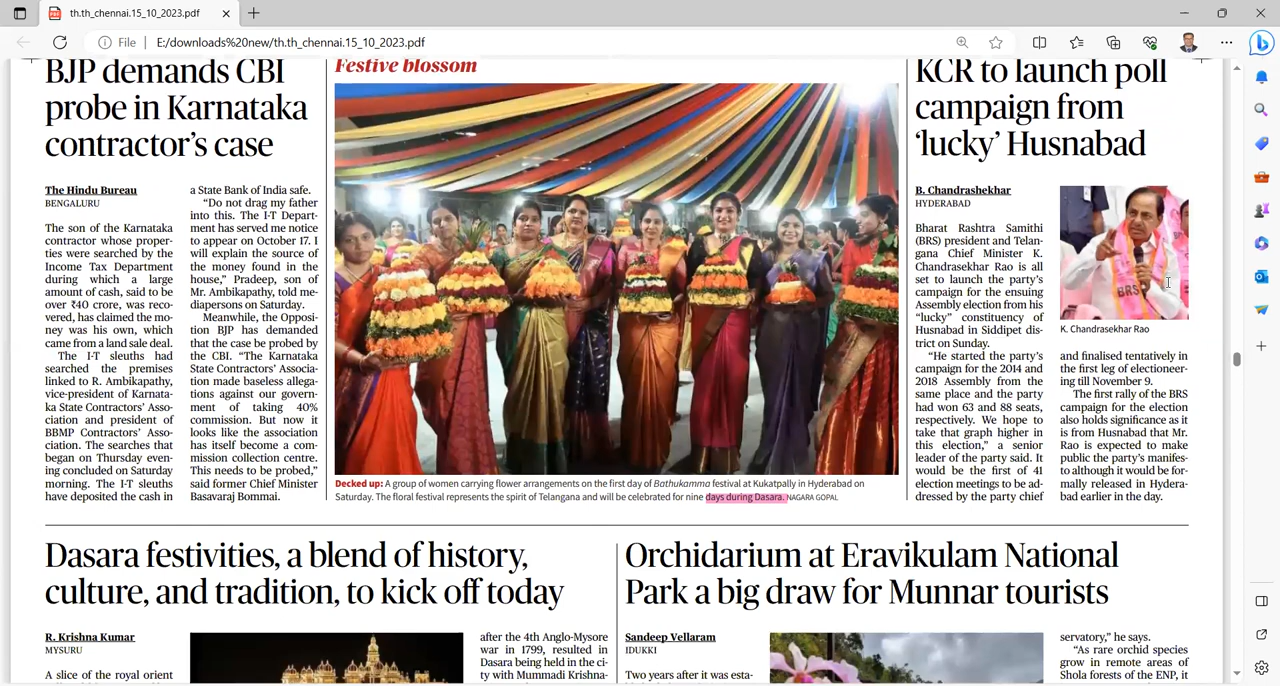 th.th_chennai.15_10_2023.pdf
File
E:/downloads%20new/th.th_chennai.15_10_2023.pdf
BJP demands CBI
probe in Karnataka
contractor's case
The Hindu Bureau
BENGALURU
The son of the Karnataka
contractor whose proper-
ties were searched by the
Income Tax Department
during which a large
amount of cash, said to be
over ₹40 crore, was reco-
vered, has claimed the mo-
ney was his own, which
came from a land sale deal.
The I-T sleuths had
searched the premises
linked to R. Ambikapathy,
vice-president of Karnata-
ka State Contractors' Asso-
ciation and president of
BBMP Contractors' Asso-
ciation. The searches that
began on Thursday even-
ing concluded on Saturday
morning. The I-T sleuths
have deposited the cash in
a State Bank of India safe.
"Do not drag my father
into this. The I-T Depart-
ment has served me notice
to appear on October 17. I
will explain the source of
the money found in the
house," Pradeep, son of
Mr. Ambikapathy, told me-
diapersons on Saturday.
Meanwhile, the Opposi-
tion BJP has demanded
that the case be probed by
the CBI. "The Karnataka
State Contractors' Associa-
tion made baseless allega-
tions against our govern-
ment of taking 40%
commission. But now it
looks like the association
has itself become a com-
mission collection centre.
This needs to be probed,"
said former Chief Minister
Basavaraj Bommai.
Festive blossom
Decked up: A group of women carrying flower arrangements on the first day of Bathukamma festival at Kukatpally in Hyderabad on
Saturday. The floral festival represents the spirit of Telangana and will be celebrated for nine days during Dasara. NAGARA GOPAL
KCR to launch poll
campaign from
'lucky' Husnabad
B. Chandrashekhar
HYDERABAD
Bharat Rashtra Samithi
(BRS) president and Telan-
gana Chief Minister K.
Chandrasekhar Rao is all
set to launch the party's
campaign for the ensuing
Assembly election from his
"lucky" constituency of
Husnabad in Siddipet dis-
trict on Sunday.
"He started the party's
campaign for the 2014 and
2018 Assembly from the
same place and the party
had won 63 and 88 seats,
respectively. We hope to
take that graph higher in
this election," a senior
leader of the party said. It
would be the first of 41
election meetings to be ad-
dressed by the party chief
BRS
K. Chandrasekhar Rao
and finalised tentatively in
the first leg of electioneer-
ing till November 9.
The first rally of the BRS
campaign for the election
also holds significance as it
is from Husnabad that Mr.
Rao is expected to make
public the party's manifes-
to although it would be for-
mally released in Hydera-
bad earlier in the day.
Dasara festivities, a blend of history,
culture, and tradition, to kick off today
R. Krishna Kumar
MYSURU
A slice of the royal orient
after the 4th Anglo-Mysore
war in 1799, resulted in
Dasara being held in the ci-
ty with Mummadi Krishna-
Orchidarium at Eravikulam National
Park a big draw for Munnar tourists
Sandeep Vellaram
IDUKKI
Two years after it was esta-
servatory," he says.
"As rare orchid species
grow in remote areas of
Shola forests of the ENP, it